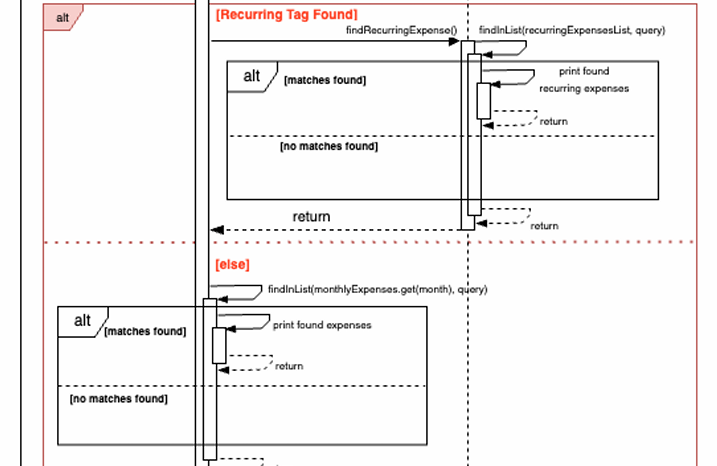 alt
[Recurring Tag Found]
findRecurringExpense()
findInList(recurringExpensesList, query)
alt
[matches found]
print found
recurring expenses
return
[no matches found]
return
return
[else]
findInList(monthlyExpenses.get(month), query)
alt
[matches found]
print found expenses
return
[no matches found]